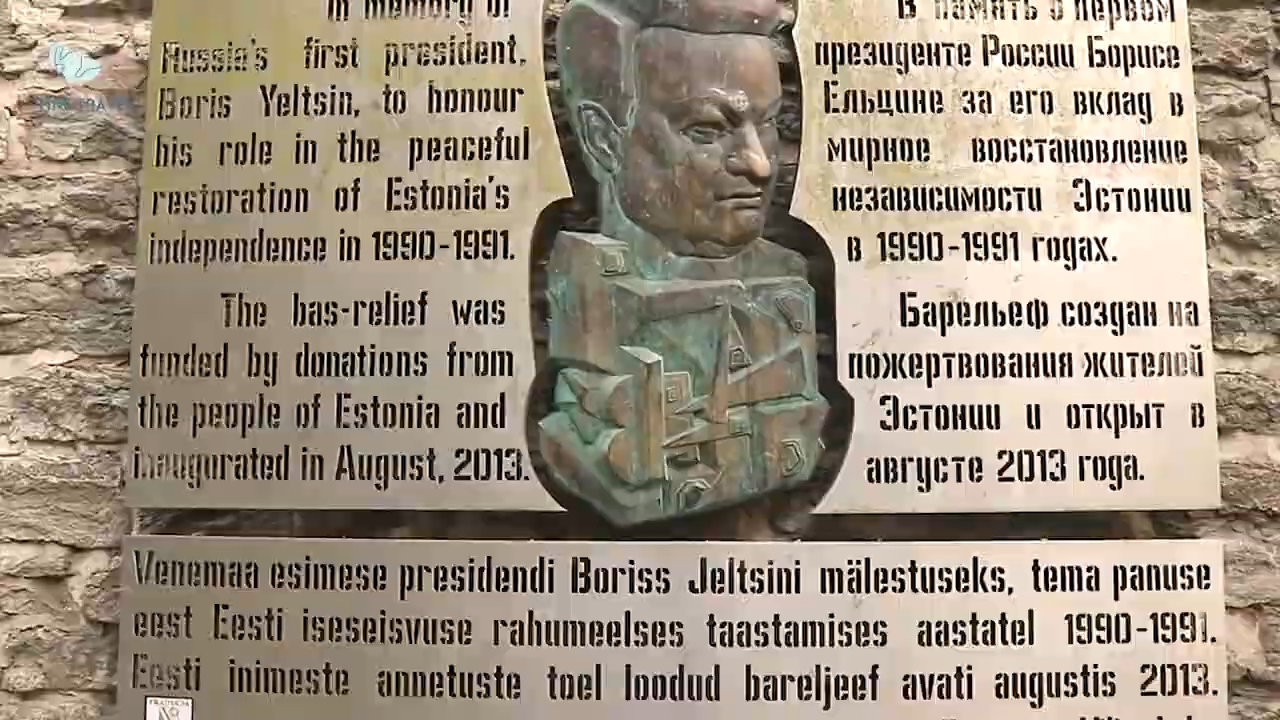 In memory of
Russia's first president,
Boris Yeltsin, to honour
his role in the peaceful
restoration of Estonia's
independence in 1990-1991.
The bas-relief was
funded by donations from
the people of Estonia and
inaugurated in August, 2013.
В память о первом
президенте России Борисе
Ельцине за его вклад в
мирное восстановление
независимости Эстонии
в 1990-1991 годах.
Барельеф создан на
пожертвования жителей
Эстонии и открыт в
августе 2013 года.
Venemaa esimese presidendi Boriss Jeltsini mälestuseks, tema panuse
eest Eesti iseseisvuse rahumeelses taastamises aastatel 1990-1991.
Eesti inimeste annetuste toel loodud bareljeef avati augustis 2013.